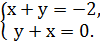 x + y = −2,
y + x = 0.